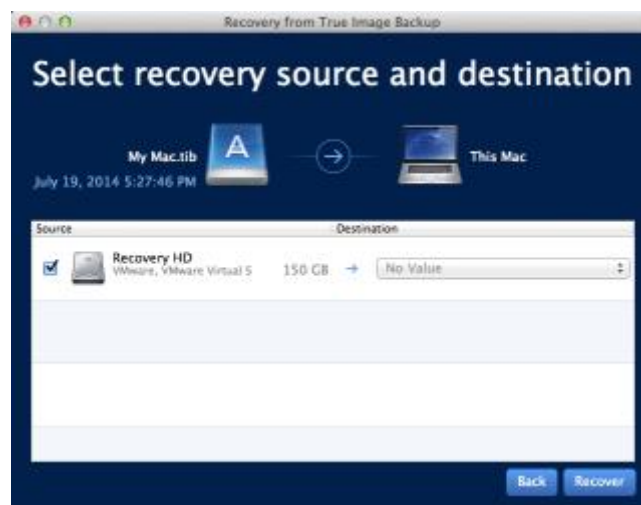 Recovery from True Image Backup
Select recovery source and destination
My Mac.tib
July 19, 2014 5:27:46 PM
This Mac
Source Destination
Recovery HD
VMware, VMware Virtual S
150 GB
No Value
Back Recover